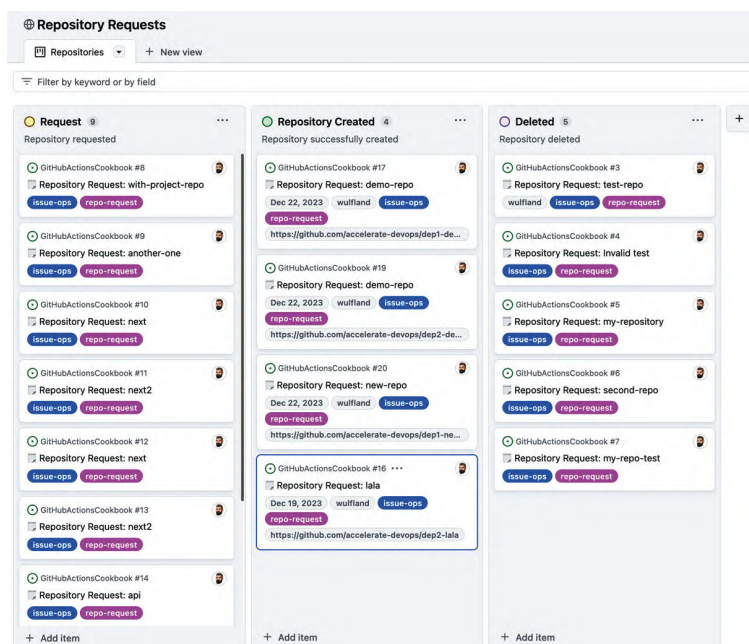 Repository Requests
Repositories
+ New view
Filter by keyword or by field
Request 9 ...
Repository requested
GitHubActionsCookbook #8
Repository Request: with-project-repo
issue-ops repo-request
GitHubActionsCookbook #9
Repository Request: another-one
issue-ops repo-request
GitHubActionsCookbook #10
Repository Request: next
issue-ops repo-request
GitHubActionsCookbook #11
Repository Request: next2
issue-ops repo-request
GitHubActionsCookbook #12
Repository Request: next
issue-ops repo-request
GitHubActionsCookbook #13
Repository Request: next2
issue-ops repo-request
GitHubActionsCookbook #14
Repository Request: api
issue-ops repo-request
+ Add item
Repository Created 4 ...
Repository successfully created
GitHubActionsCookbook #17
Repository Request: demo-repo
Dec 22, 2023 wulfland issue-ops
repo-request
https://github.com/accelerate-devops/dep1-de...
GitHubActionsCookbook #19
Repository Request: demo-repo
Dec 22, 2023 wulfland issue-ops
repo-request
https://github.com/accelerate-devops/dep2-de...
GitHubActionsCookbook #20
Repository Request: new-repo
Dec 22, 2023 wulfland issue-ops
repo-request
https://github.com/accelerate-devops/dep1-ne...
GitHubActionsCookbook #16 ...
Repository Request: lala
Dec 19, 2023 wulfland issue-ops
repo-request
https://github.com/accelerate-devops/dep2-lala
+ Add item
Deleted 5 ...
Repository deleted
GitHubActionsCookbook #3
Repository Request: test-repo
wulfland issue-ops repo-request
GitHubActionsCookbook #4
Repository Request: Invalid test
issue-ops repo-request
GitHubActionsCookbook #5
Repository Request: my-repository
issue-ops repo-request
GitHubActionsCookbook #6
Repository Request: second-repo
issue-ops repo-request
GitHubActionsCookbook #7
Repository Request: my-repo-test
issue-ops repo-request
+ Add item
+